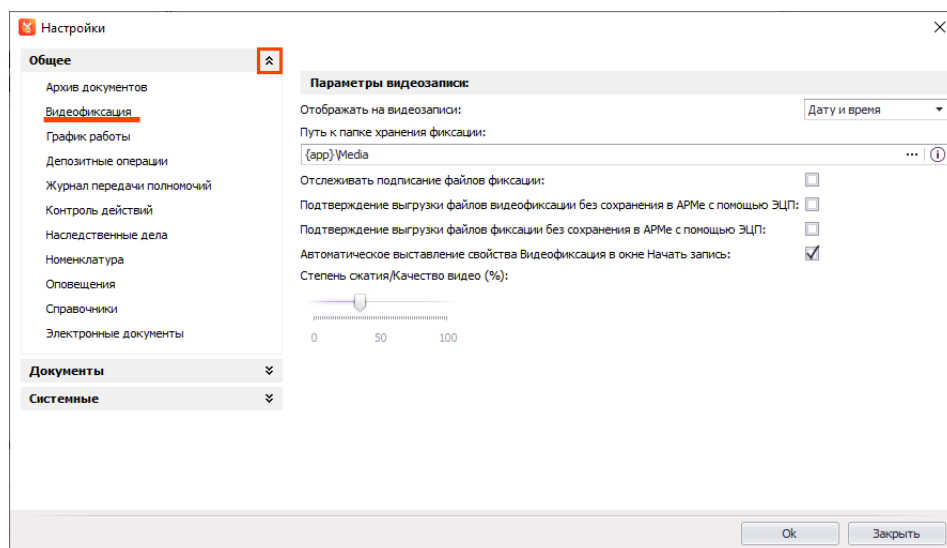 Настройки
Общее
Архив документов
Видеофиксация
График работы
Депозитные операции
Журнал передачи полномочий
Контроль действий
Наследственные дела
Номенклатура
Оповещения
Справочники
Электронные документы
Документы
Системные
Параметры видеозаписи:
Отображать на видеозаписи: Дату и время
Путь к папке хранения фиксации:
{app}\Media ...
Отслеживать подписание файлов фиксации:
Подтверждение выгрузки файлов видеофиксации без сохранения в АРМе с помощью ЭЦП:
Подтверждение выгрузки файлов фиксации без сохранения в АРМе с помощью ЭЦП:
Автоматическое выставление свойства Видеофиксация в окне Начать запись:
Степень сжатия/Качество видео (%):
0 50 100
Ok Закрыть